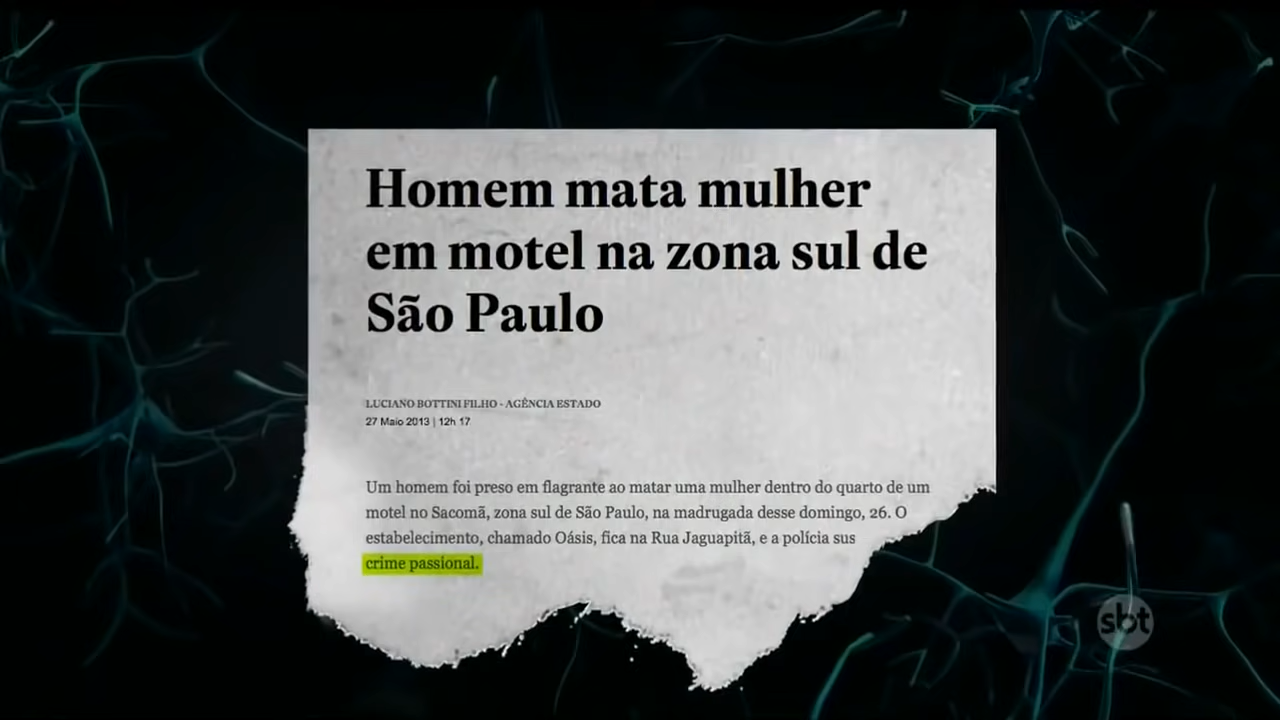 Homem mata mulher
em motel na zona sul de
São Paulo
LUCIANO BOTTINI FILHO - AGÊNCIA ESTADO
27 Maio 2013 | 12h 17
Um homem foi preso em flagrante ao matar uma mulher dentro do quarto de um
motel no Sacomã, zona sul de São Paulo, na madrugada desse domingo, 26. O
estabelecimento, chamado Oásis, fica na Rua Jaguapitã, e a polícia sus
crime passional.
sbt